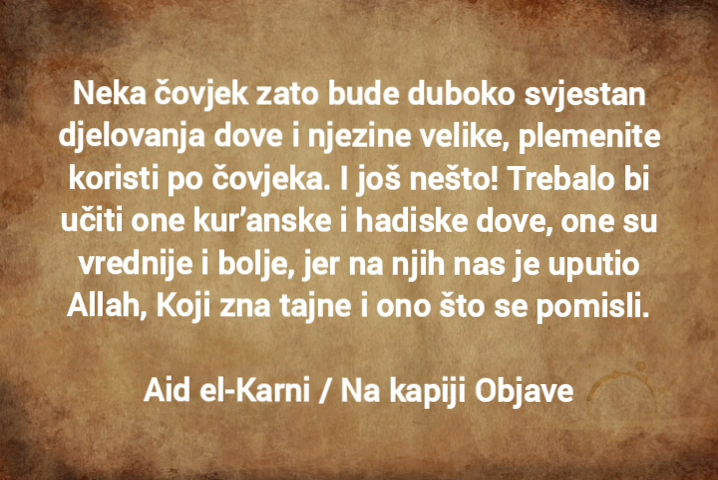 Neka čovjek zato bude duboko svjestan
djelovanja dove i njezine velike, plemenite
koristi po čovjeka. I još nešto! Trebalo bi
učiti one kur’anske i hadiske dove, one su
vrednije i bolje, jer na njih nas je uputio
Allah, Koji zna tajne i ono što se pomisli.
Aid el-Karni / Na kapiji Objave